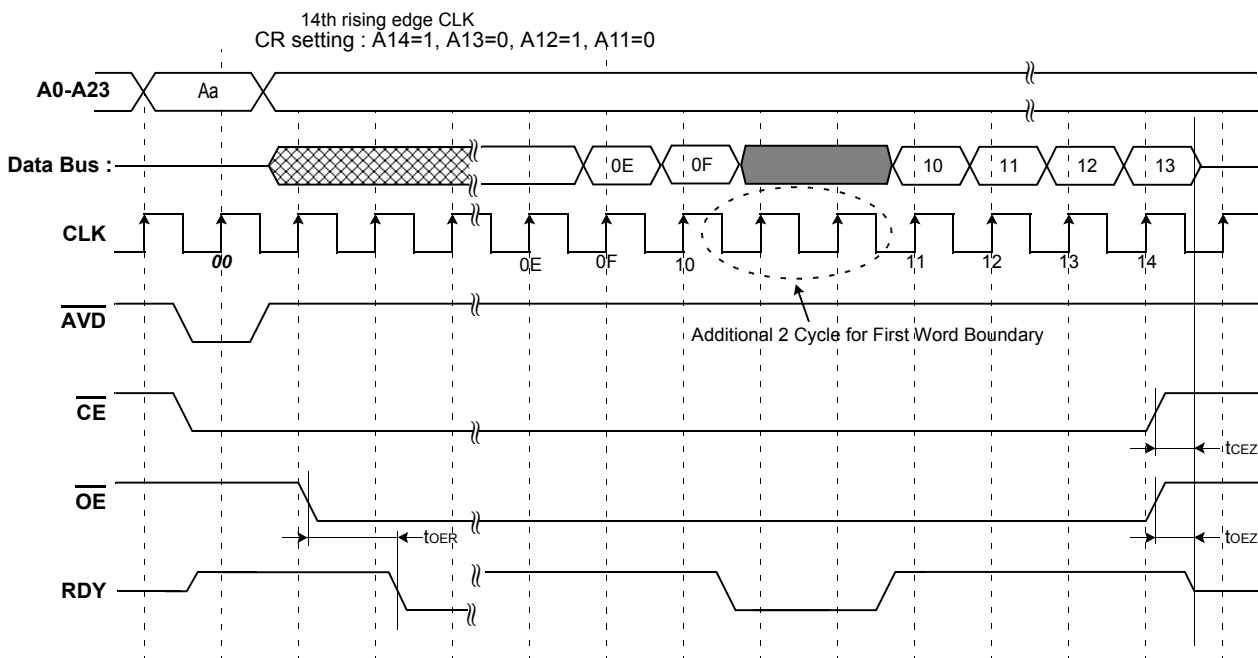 14th rising edge CLK
CR setting : A14=1, A13=0, A12=1, A11=0
A0-A23 Aa
Data Bus : 0E 0F 10 11 12 13
CLK
00 0E 0F 10 11 12 13 14
AVD
Additional 2 Cycle for First Word Boundary
CE
tCEZ
OE
tOER tOEZ
RDY